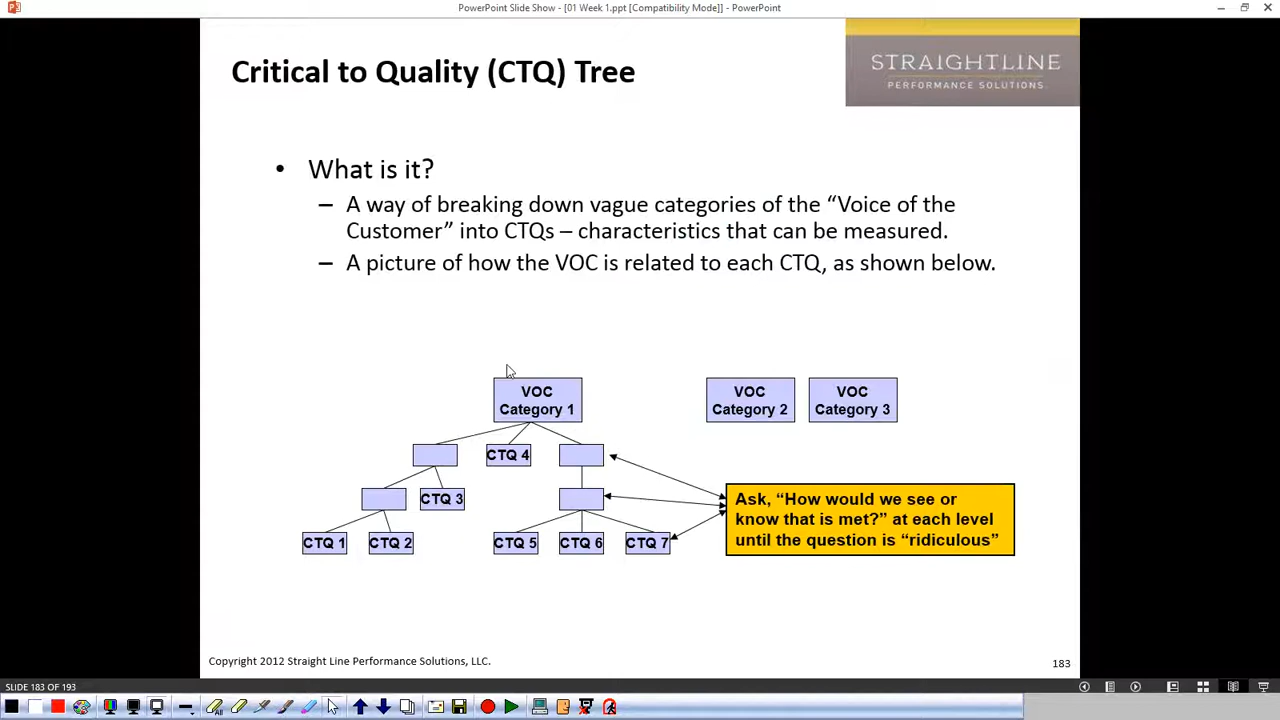 PowerPoint Slide Show - [01 Week 1.ppt [Compatibility Mode]] - PowerPoint
Critical to Quality (CTQ) Tree
STRAIGHTLINE
PERFORMANCE SOLUTIONS
• What is it?
– A way of breaking down vague categories of the “Voice of the
Customer” into CTQs – characteristics that can be measured.
– A picture of how the VOC is related to each CTQ, as shown below.
VOC
Category 1
VOC
Category 2
VOC
Category 3
CTQ 4
CTQ 3
CTQ 1
CTQ 2
CTQ 5
CTQ 6
CTQ 7
Ask, “How would we see or
know that is met?” at each level
until the question is “ridiculous”
Copyright 2012 Straight Line Performance Solutions, LLC.
183
SLIDE 183 OF 193